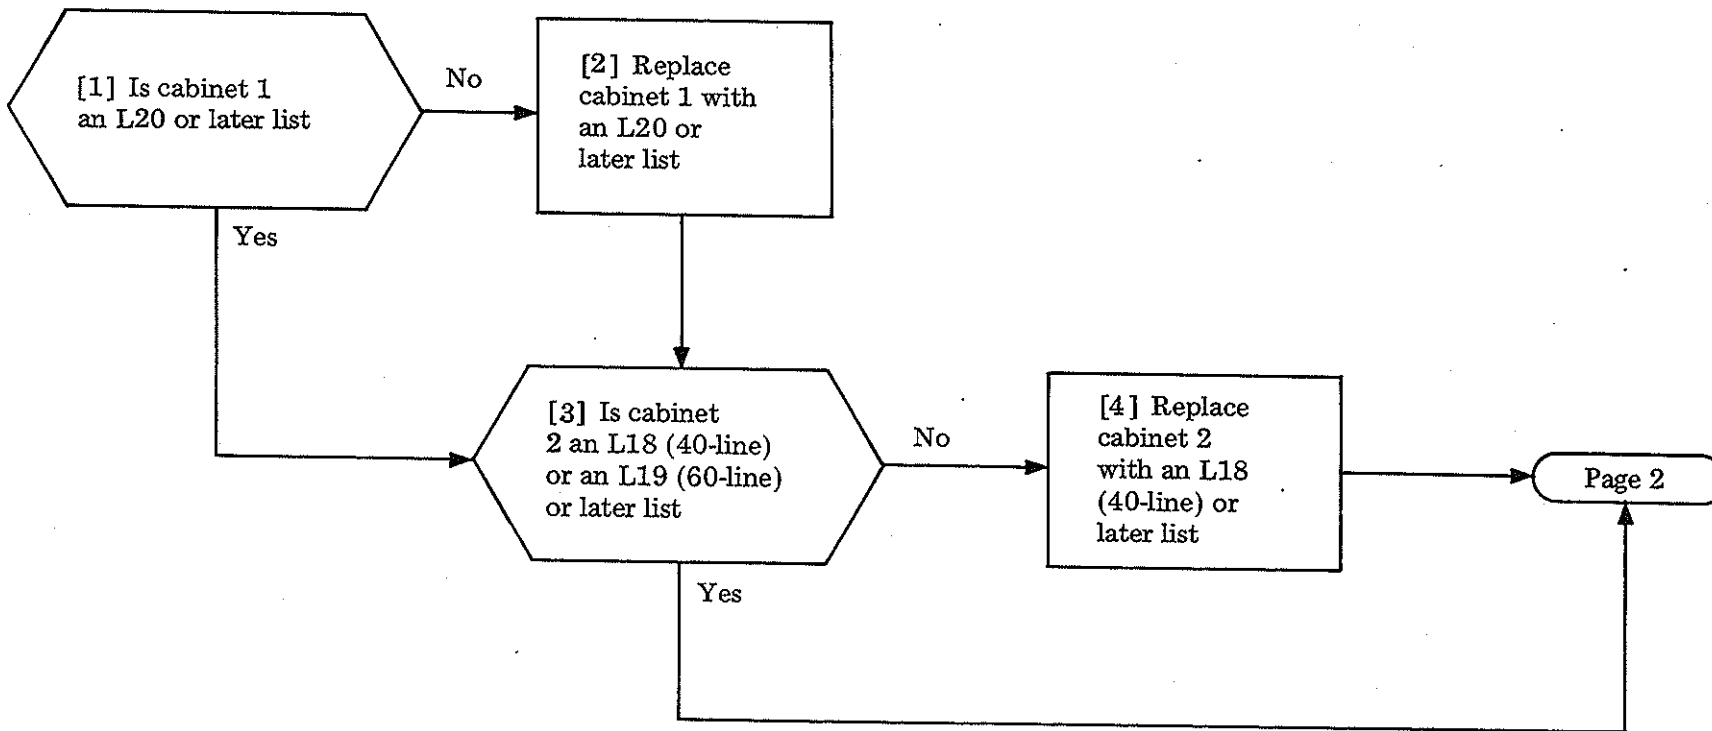 [1] Is cabinet 1
an L20 or later list
No
[2] Replace
cabinet 1 with
an L20 or
later list
Yes
[3] Is cabinet
2 an L18 (40-line)
or an L19 (60-line)
or later list
No
[4] Replace
cabinet 2
with an L18
(40-line) or
later list
Page 2
Yes